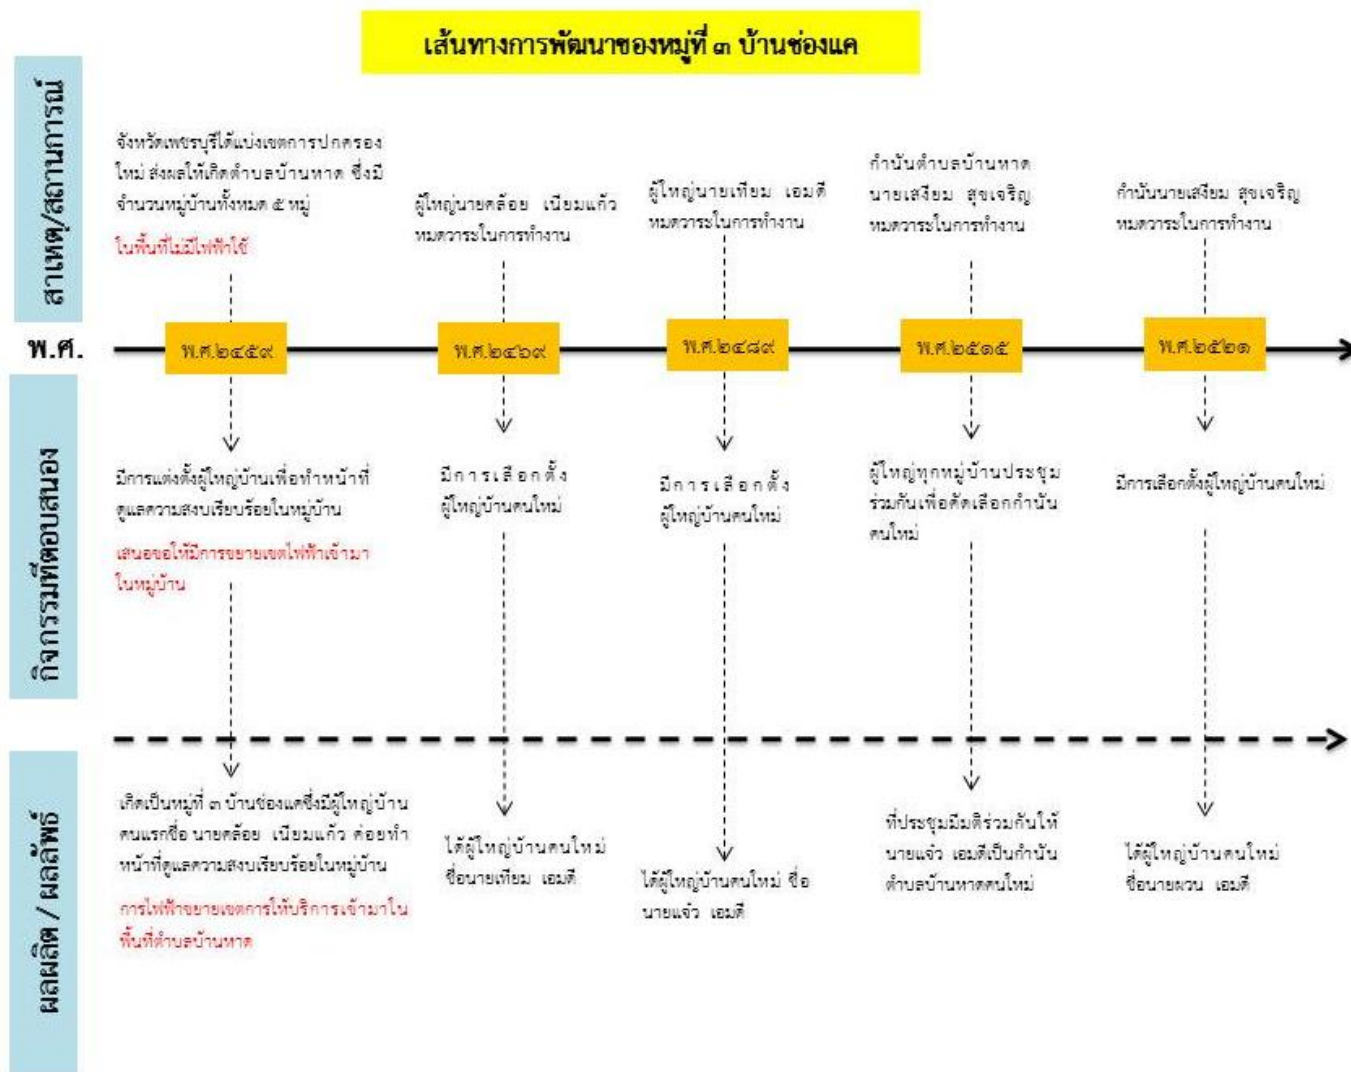 เส้นทางการพัฒนาของหมู่ที่ ๓ บ้านช่องแค
สาเหตุ/สถานการณ์
จังหวัดเพชรบุรีได้แบ่งเขตการปกครอง
ใหม่ ส่งผลให้เกิดตำบลบ้านหาด ซึ่งมี
จำนวนหมู่บ้านทั้งหมด ๕ หมู่
ในพื้นที่ไม่มีไฟฟ้าใช้
ผู้ใหญ่นายคล้อย เนียมแก้ว
หมดวาระในการทำงาน
ผู้ใหญ่นายเทียม เอมดี
หมดวาระในการทำงาน
กำนันตำบลบ้านหาด
นายเสงี่ยม สุขเจริญ
หมดวาระในการทำงาน
กำนันนายเสงี่ยม สุขเจริญ
หมดวาระในการทำงาน
พ.ศ.
พ.ศ.๒๔๕๙
พ.ศ.๒๔๖๙
พ.ศ.๒๔๘๙
พ.ศ.๒๕๑๕
พ.ศ.๒๕๒๑
กิจกรรมที่ตอบสนอง
มีการแต่งตั้งผู้ใหญ่บ้านเพื่อทำหน้าที่
ดูแลความสงบเรียบร้อยในหมู่บ้าน
เสนอขอให้มีการขยายเขตไฟฟ้าเข้ามา
ในหมู่บ้าน
มีการเลือกตั้ง
ผู้ใหญ่บ้านคนใหม่
มีการเลือกตั้ง
ผู้ใหญ่บ้านคนใหม่
ผู้ใหญ่ทุกหมู่บ้านประชุม
ร่วมกันเพื่อคัดเลือกกำนัน
คนใหม่
มีการเลือกตั้งผู้ใหญ่บ้านคนใหม่
ผลผลิต / ผลลัพธ์
เกิดเป็นหมู่ที่ ๓ บ้านช่องแคซึ่งมีผู้ใหญ่บ้าน
คนแรกชื่อ นายคล้อย เนียมแก้ว ค่อยทำ
หน้าที่ดูแลความสงบเรียบร้อยในหมู่บ้าน
การไฟฟ้าขยายเขตการให้บริการเข้ามาใน
พื้นที่ตำบลบ้านหาด
ได้ผู้ใหญ่บ้านคนใหม่
ชื่อนายเทียม เอมดี
ได้ผู้ใหญ่บ้านคนใหม่ ชื่อ
นายแจ๋ว เอมดี
ที่ประชุมมีมติร่วมกันให้
นายแจ๋ว เอมดีเป็นกำนัน
ตำบลบ้านหาดคนใหม่
ได้ผู้ใหญ่บ้านคนใหม่
ชื่อนายผวน เอมดี